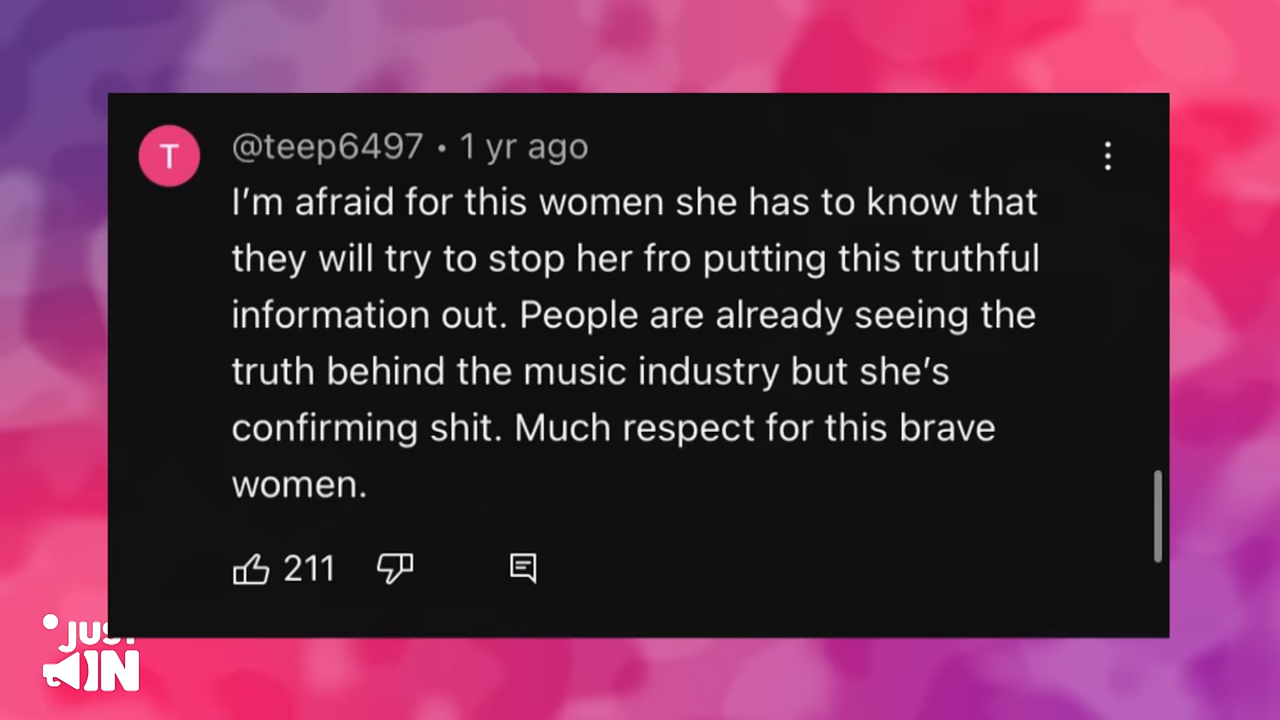 T
@teep6497 • 1 yr ago
I’m afraid for this women she has to know that
they will try to stop her fro putting this truthful
information out. People are already seeing the
truth behind the music industry but she’s
confirming shit. Much respect for this brave
women.
211
JUST
IN